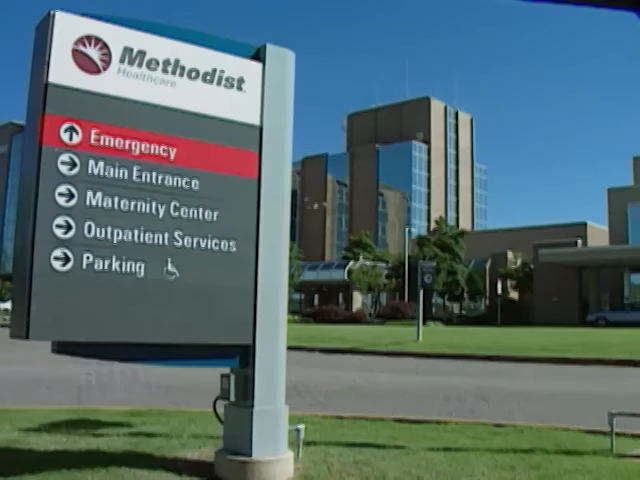 Methodist
Healthcare
Emergency
Main Entrance
Maternity Center
Outpatient Services
Parking